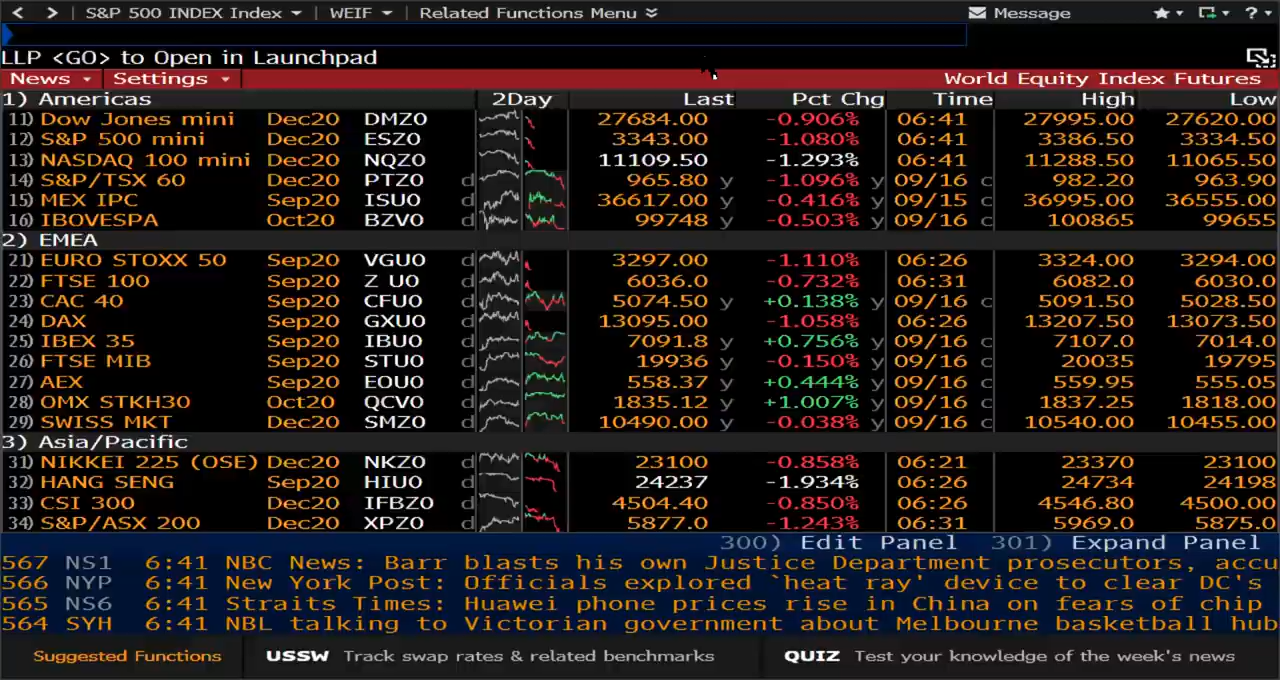 S&P 500 INDEX Index WEIF Related Functions Menu Message ?
LLP <GO> to Open in Launchpad
News Settings World Equity Index Futures
1) Americas 2Day Last Pct Chg Time High Low
11) Dow Jones mini Dec20 DMZ0 27684.00 -0.906% 06:41 27995.00 27620.00
12) S&P 500 mini Dec20 ESZ0 3343.00 -1.080% 06:41 3386.50 3334.50
13) NASDAQ 100 mini Dec20 NQZ0 11109.50 -1.293% 06:41 11288.50 11065.50
14) S&P/TSX 60 Dec20 PTZ0 d 965.80 y -1.096% y 09/16 c 982.20 963.90
15) MEX IPC Sep20 ISU0 d 36617.00 y -0.416% y 09/15 c 36995.00 36555.00
16) IBOVESPA Oct20 BZV0 d 99748 y -0.503% y 09/16 c 100865 99655
2) EMEA
21) EURO STOXX 50 Sep20 VGU0 d 3297.00 -1.110% 06:26 3324.00 3294.00
22) FTSE 100 Sep20 Z U0 d 6036.0 -0.732% 06:31 6082.0 6030.0
23) CAC 40 Sep20 CFU0 d 5074.50 y +0.138% y 09/16 c 5091.50 5028.50
24) DAX Sep20 GXU0 d 13095.00 -1.058% 06:26 13207.50 13073.50
25) IBEX 35 Sep20 IBU0 d 7091.8 y +0.756% y 09/16 c 7107.0 7014.0
26) FTSE MIB Sep20 STU0 d 19936 y -0.150% y 09/16 c 20035 19795
27) AEX Sep20 EOU0 d 558.37 y +0.444% y 09/16 c 559.95 555.05
28) OMX STKH30 Oct20 QCV0 d 1835.12 y +1.007% y 09/16 c 1837.25 1818.00
29) SWISS MKT Sep20 SMZ0 d 10490.00 y -0.038% y 09/16 c 10540.00 10455.00
3) Asia/Pacific
31) NIKKEI 225 (OSE) Dec20 NKZ0 d 23100 -0.858% 06:21 23370 23100
32) HANG SENG Sep20 HIU0 d 24237 -1.934% 06:26 24734 24198
33) CSI 300 Dec20 IFBZ0 d 4504.40 -0.850% 06:26 4546.80 4500.00
34) S&P/ASX 200 Dec20 XPZ0 d 5877.0 -1.243% 06:31 5969.0 5875.0
300) Edit Panel 301) Expand Panel
567 NS1 6:41 NBC News: Barr blasts his own Justice Department prosecutors, accu
566 NYP 6:41 New York Post: Officials explored `heat ray' device to clear DC's
565 NS6 6:41 Straits Times: Huawei phone prices rise in China on fears of chip
564 SYH 6:41 NBL talking to Victorian government about Melbourne basketball hub
Suggested Functions USSW Track swap rates & related benchmarks QUIZ Test your knowledge of the week's news